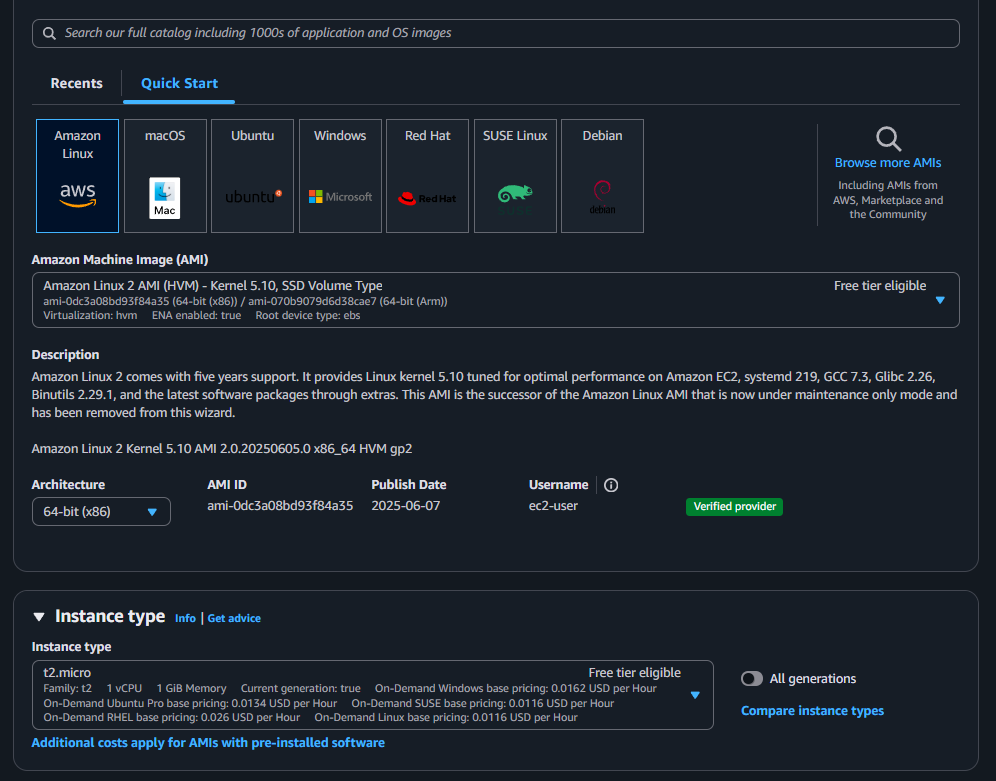 Search our full catalog including 1000s of application and OS images
Recents
Quick Start
Amazon Linux
aws
macOS
Mac
Ubuntu
ubuntu
Windows
Microsoft
Red Hat
Red Hat
SUSE Linux
Debian
debian
Browse more AMIs
Including AMIs from
AWS, Marketplace and
the Community
Amazon Machine Image (AMI)
Amazon Linux 2 AMI (HVM) - Kernel 5.10, SSD Volume Type
Free tier eligible
ami-0dc3a08bd93f84a35 (64-bit (x86)) / ami-070b9079d6d38cae7 (64-bit (Arm))
Virtualization: hvm ENA enabled: true Root device type: ebs
Description
Amazon Linux 2 comes with five years support. It provides Linux kernel 5.10 tuned for optimal performance on Amazon EC2, systemd 219, GCC 7.3, Glibc 2.26,
Binutils 2.29.1, and the latest software packages through extras. This AMI is the successor of the Amazon Linux AMI that is now under maintenance only mode and
has been removed from this wizard.
Amazon Linux 2 Kernel 5.10 AMI 2.0.20250605.0 x86_64 HVM gp2
Architecture AMI ID Publish Date Username
64-bit (x86) ami-0dc3a08bd93f84a35 2025-06-07 ec2-user Verified provider
Instance type Info | Get advice
Instance type
t2.micro Free tier eligible
Family: t2 1 vCPU 1 GiB Memory Current generation: true On-Demand Windows base pricing: 0.0162 USD per Hour
On-Demand Ubuntu Pro base pricing: 0.0134 USD per Hour On-Demand SUSE base pricing: 0.0116 USD per Hour
On-Demand RHEL base pricing: 0.026 USD per Hour On-Demand Linux base pricing: 0.0116 USD per Hour
All generations
Compare instance types
Additional costs apply for AMIs with pre-installed software